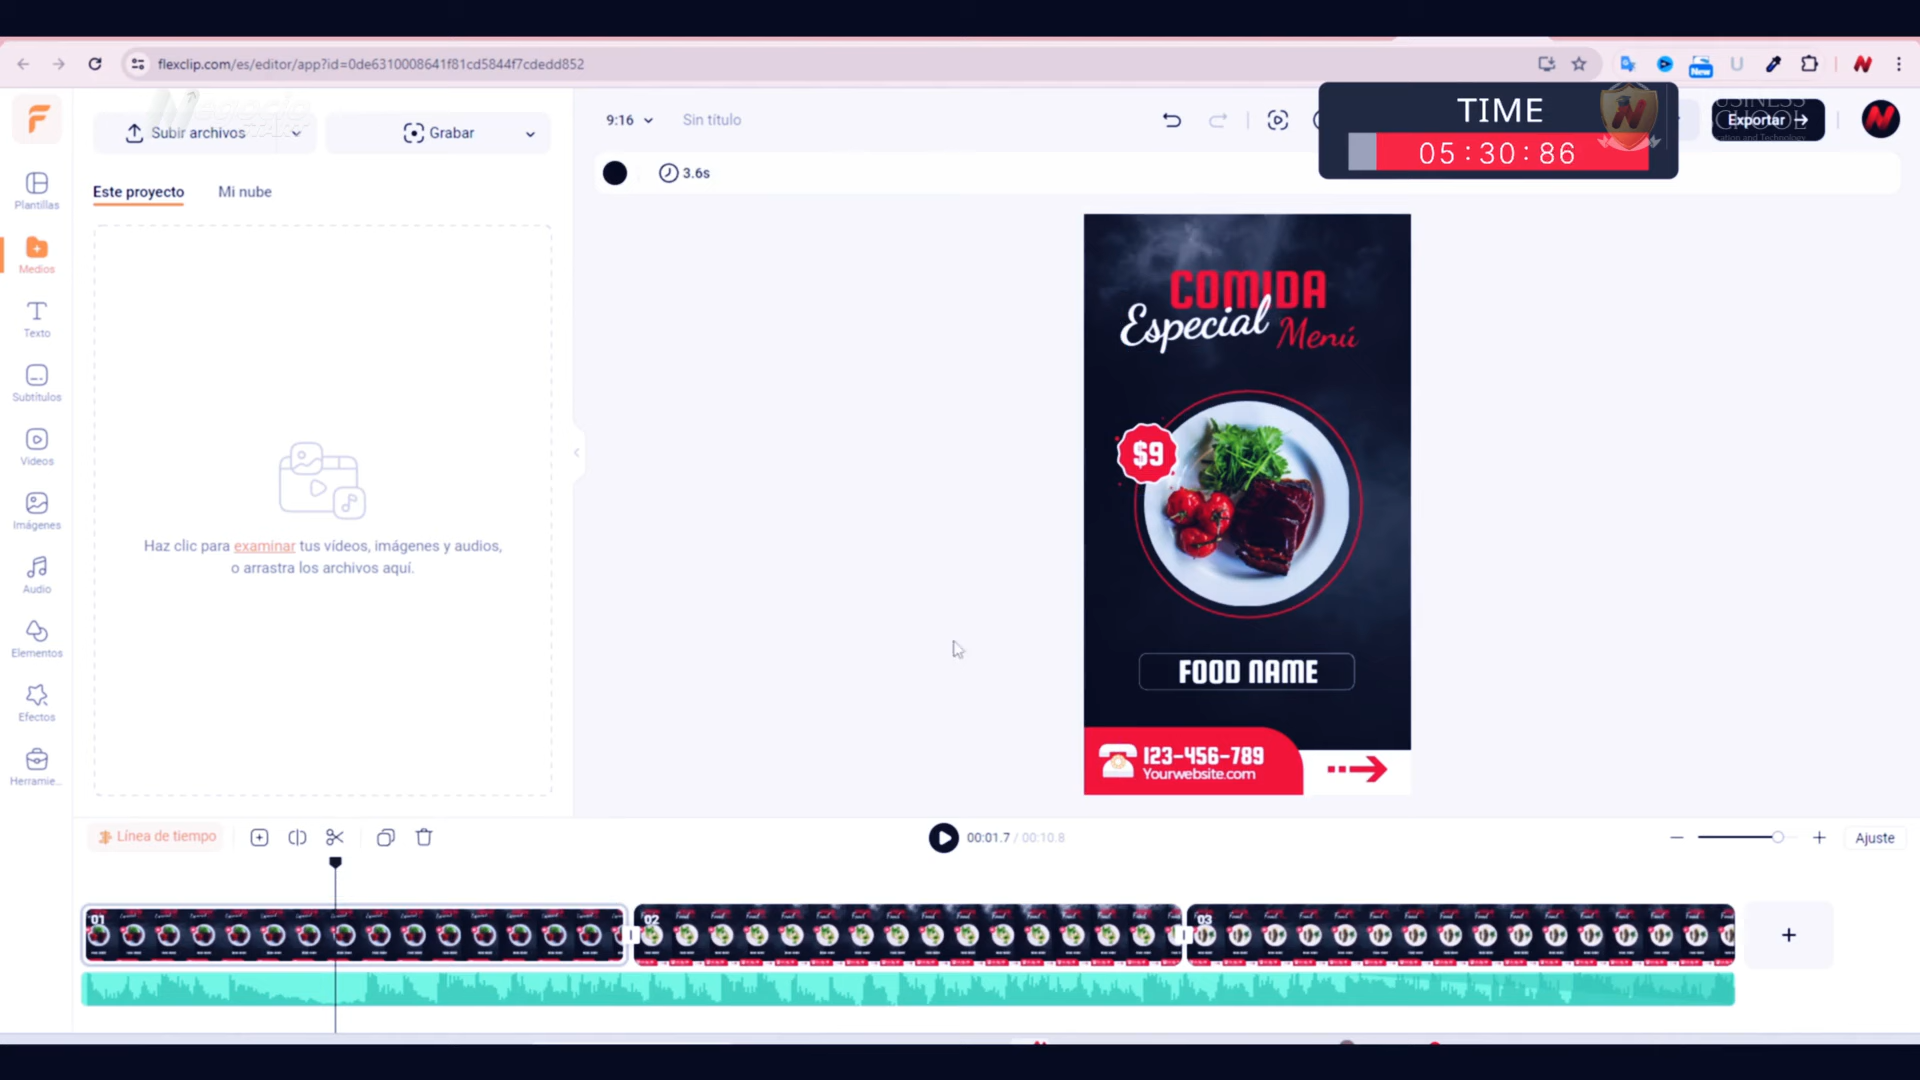 flexclip.com/es/editor/app?id=0de6310008641f81cd5844f7cdedd852
New
Subir archivos
Grabar
9:16
Sin título
TIME
05:30:86
Exportar
3.6s
Plantillas
Medios
Texto
Subtítulos
Videos
Imágenes
Audio
Elementos
Efectos
Herramie...
Este proyecto
Mi nube
Haz clic para examinar tus vídeos, imágenes y audios,
o arrastra los archivos aquí.
COMIDA
Especial Menú
$9
FOOD NAME
123-456-789
Yourwebsite.com
Línea de tiempo
00:01.7 / 00:10.8
Ajuste
01
02
03